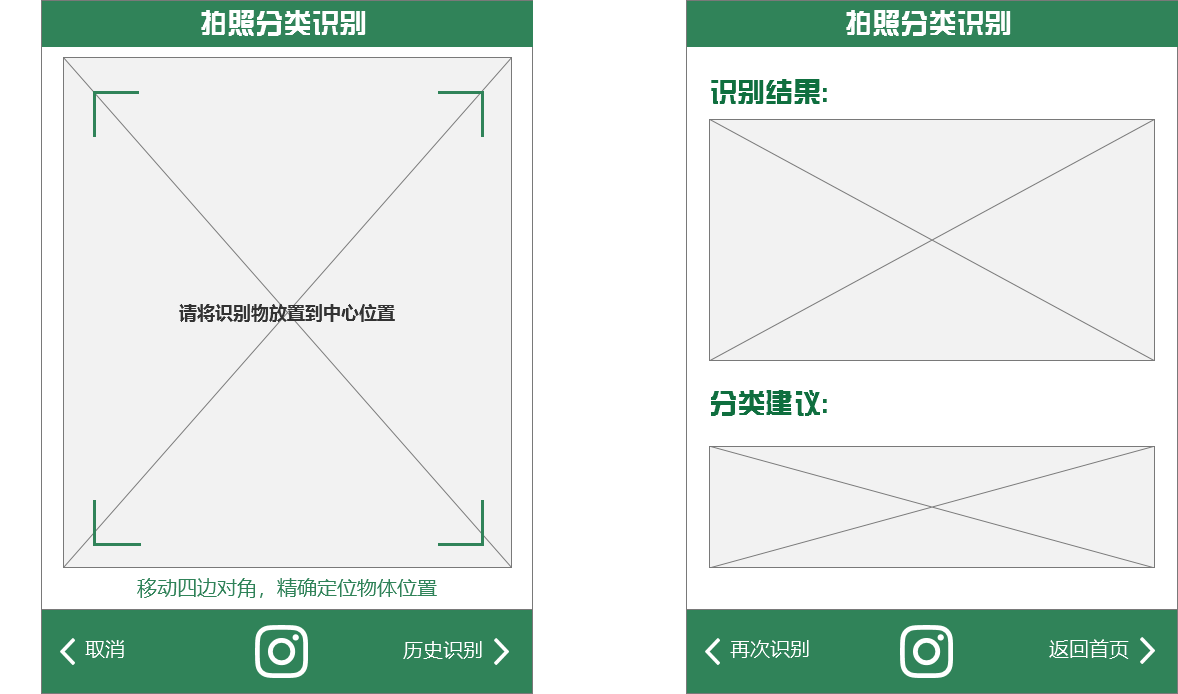 拍照分类识别
请将识别物放置到中心位置
移动四边对角，精确定位物体位置
取消
历史识别
拍照分类识别
识别结果:
分类建议:
再次识别
返回首页